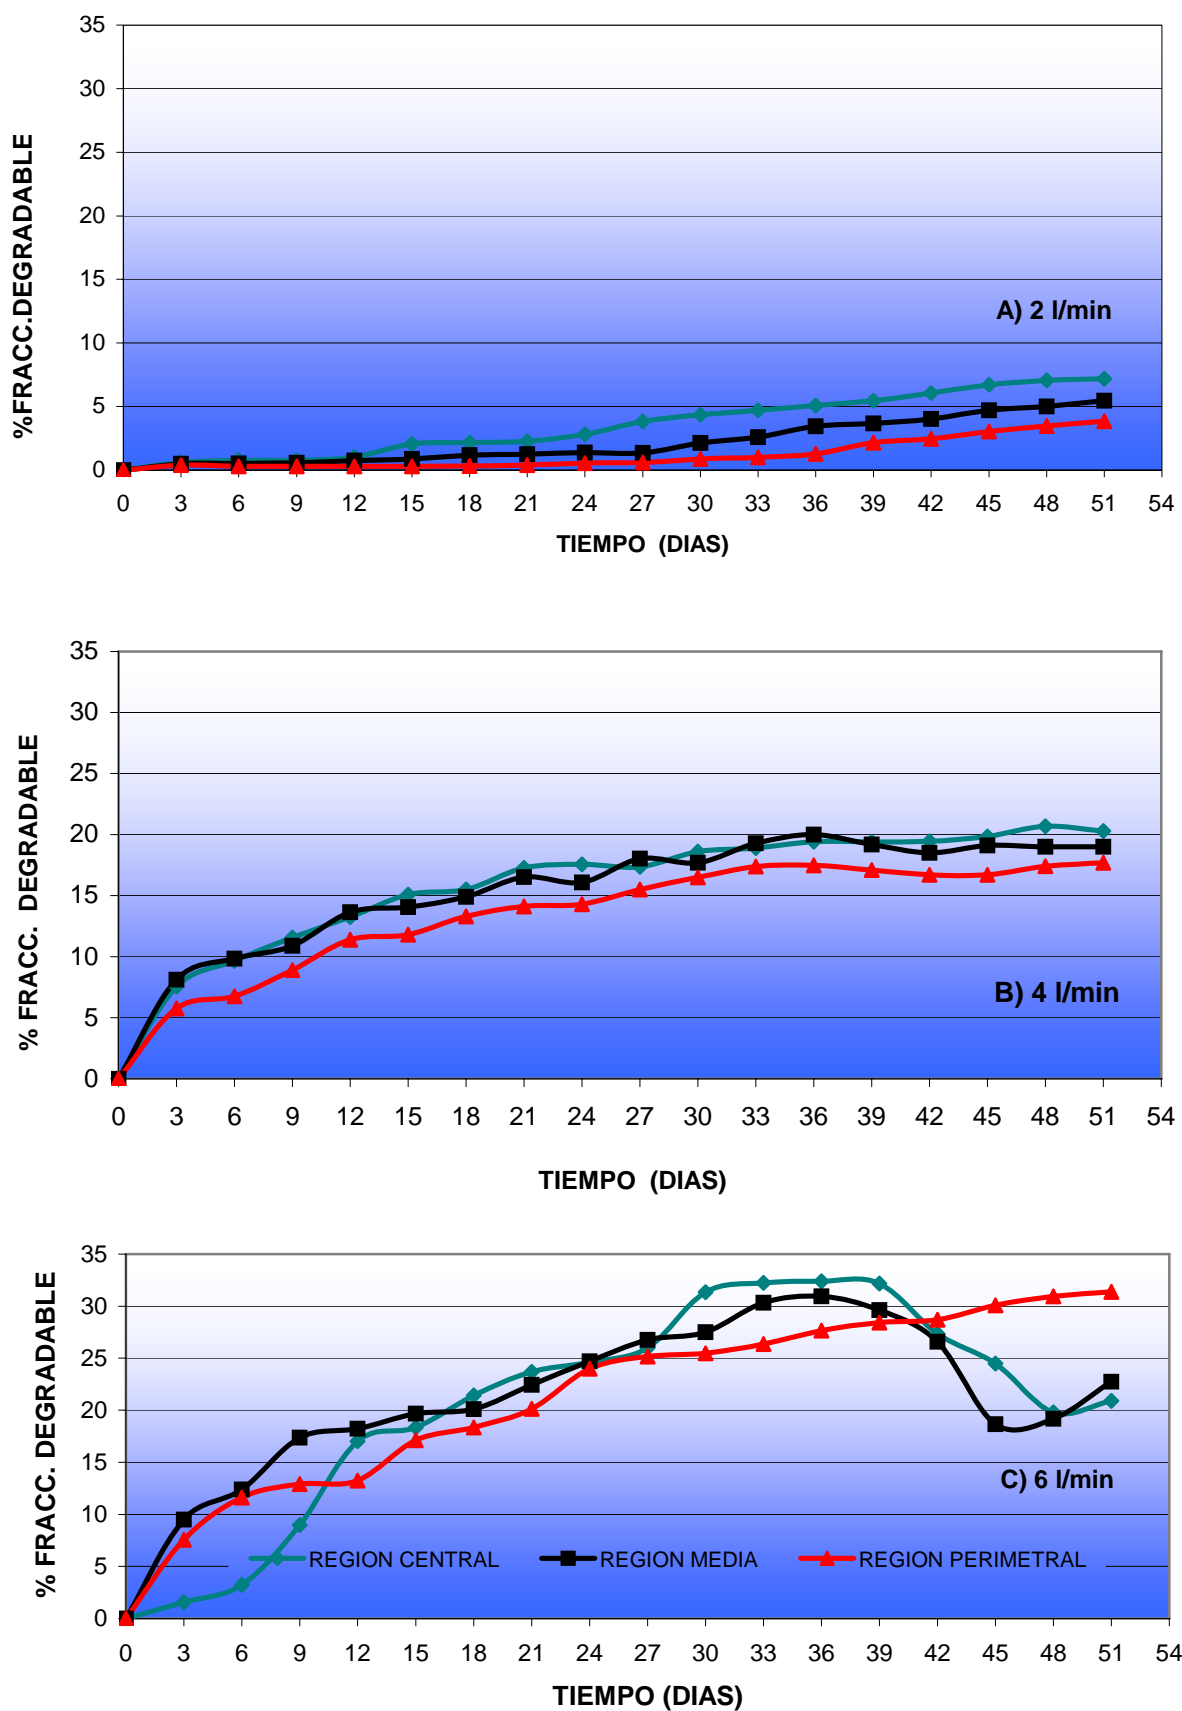 35
30
25
20
15
10
5
0
%FRACC.DEGRADABLE
A) 2 l/min
0 3 6 9 12 15 18 21 24 27 30 33 36 39 42 45 48 51 54
TIEMPO (DIAS)
35
30
25
20
15
10
5
0
% FRACC. DEGRADABLE
B) 4 l/min
0 3 6 9 12 15 18 21 24 27 30 33 36 39 42 45 48 51 54
TIEMPO (DIAS)
35
30
25
20
15
10
5
0
% FRACC. DEGRADABLE
C) 6 l/min
REGION CENTRAL REGION MEDIA REGION PERIMETRAL
0 3 6 9 12 15 18 21 24 27 30 33 36 39 42 45 48 51 54
TIEMPO (DIAS)